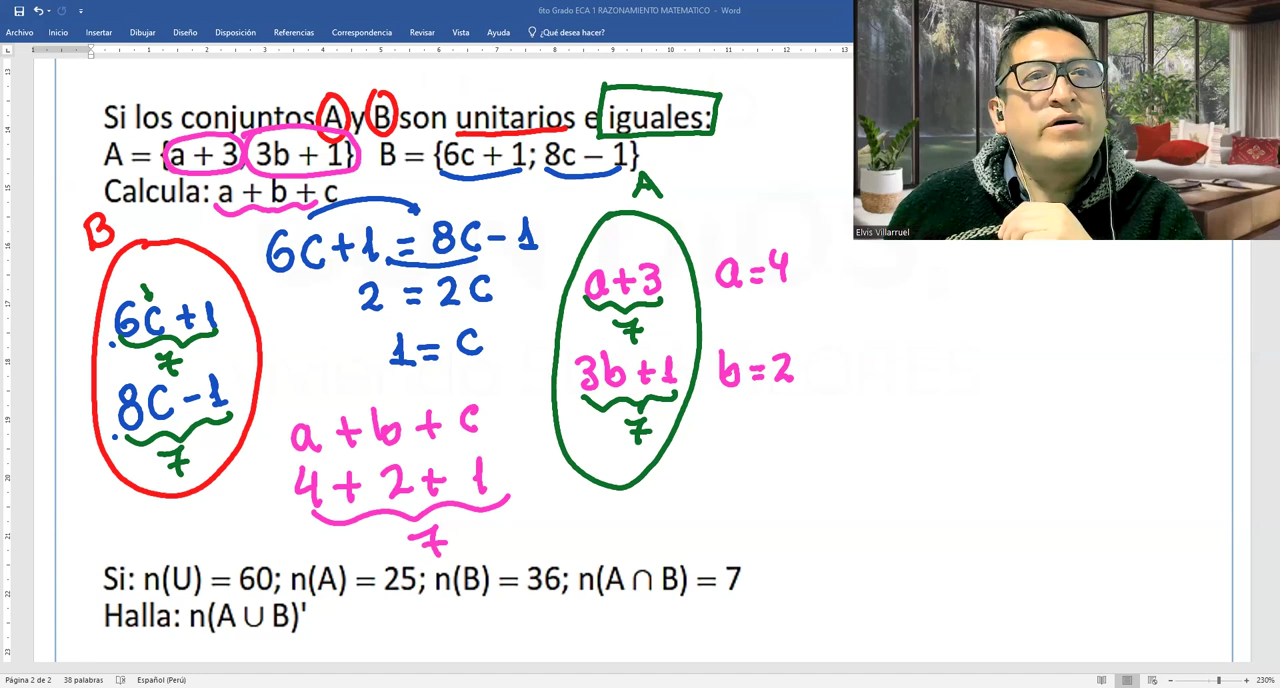 6to Grado ECA 1 RAZONAMIENTO MATEMATICO - Word
Archivo Inicio Insertar Dibujar Diseño Disposición Referencias Correspondencia Revisar Vista Ayuda ¿Qué desea hacer?
Elvis Villarruel
Si los conjuntos A y B son unitarios e iguales:
A = {a + 3; 3b + 1} B = {6c + 1; 8c − 1}
Calcula: a + b + c
B
6C+1 = 8C-1
2 = 2C
1 = C
6C+1
7
8C-1
7
A
a+3
7
3b+1
7
a=4
b=2
a + b + c
4 + 2 + 1
7
Si: n(U) = 60; n(A) = 25; n(B) = 36; n(A ∩ B) = 7
Halla: n(A ∪ B)'
Página 2 de 2 38 palabras Español (Perú) 230%